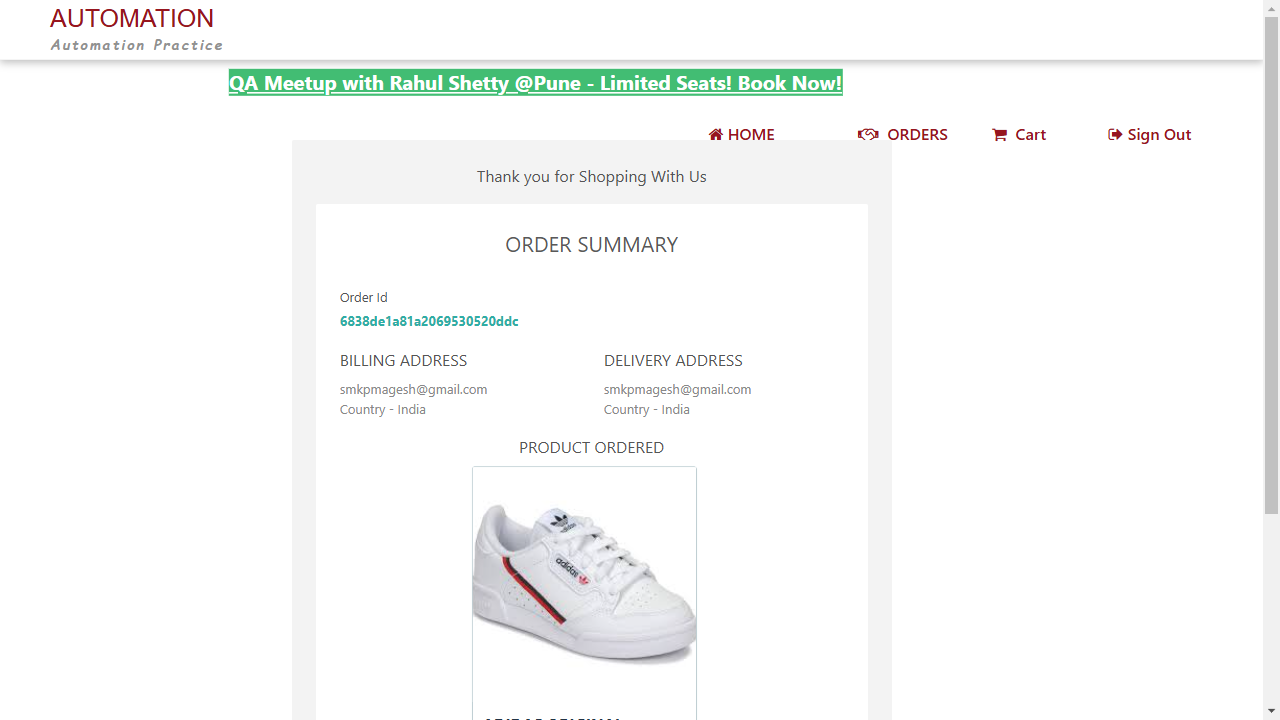 AUTOMATION
Automation Practice
QA Meetup with Rahul Shetty @Pune - Limited Seats! Book Now!
HOME ORDERS Cart Sign Out
Thank you for Shopping With Us
ORDER SUMMARY
Order Id
6838de1a81a2069530520ddc
BILLING ADDRESS DELIVERY ADDRESS
smkpmagesh@gmail.com smkpmagesh@gmail.com
Country - India Country - India
PRODUCT ORDERED
adidas
adidas